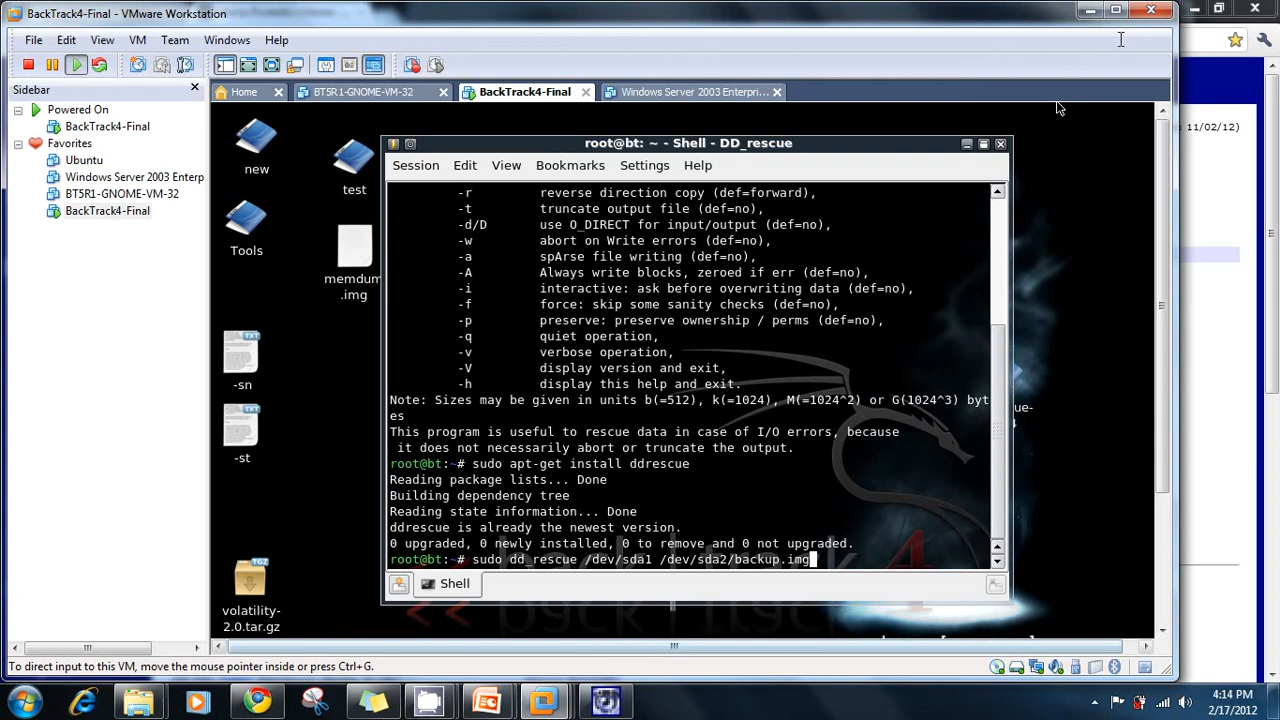 BackTrack4-Final - VMware Workstation
File Edit View VM Team Windows Help
Sidebar
Home
BT5R1-GNOME-VM-32
BackTrack4-Final
Windows Server 2003 Enterpri...
Powered On
BackTrack4-Final
Favorites
Ubuntu
Windows Server 2003 Enterp
BT5R1-GNOME-VM-32
BackTrack4-Final
11/02/12)
new
test
Tools
memdum
.img
-sn
-st
volatility-
2.0.tar.gz
ue-
4
root@bt: ~ - Shell - DD_rescue
Session Edit View Bookmarks Settings Help
-r reverse direction copy (def=forward),
-t truncate output file (def=no),
-d/D use O_DIRECT for input/output (def=no),
-w abort on Write errors (def=no),
-a spArse file writing (def=no),
-A Always write blocks, zeroed if err (def=no),
-i interactive: ask before overwriting data (def=no),
-f force: skip some sanity checks (def=no),
-p preserve: preserve ownership / perms (def=no),
-q quiet operation,
-v verbose operation,
-V display version and exit,
-h display this help and exit.
Note: Sizes may be given in units b(=512), k(=1024), M(=1024^2) or G(1024^3) byt
es
This program is useful to rescue data in case of I/O errors, because
it does not necessarily abort or truncate the output.
root@bt:~# sudo apt-get install ddrescue
Reading package lists... Done
Building dependency tree
Reading state information... Done
ddrescue is already the newest version.
0 upgraded, 0 newly installed, 0 to remove and 0 not upgraded.
root@bt:~# sudo dd_rescue /dev/sda1 /dev/sda2/backup.img
Shell
<< back | track 4
To direct input to this VM, move the mouse pointer inside or press Ctrl+G.
4:14 PM
2/17/2012